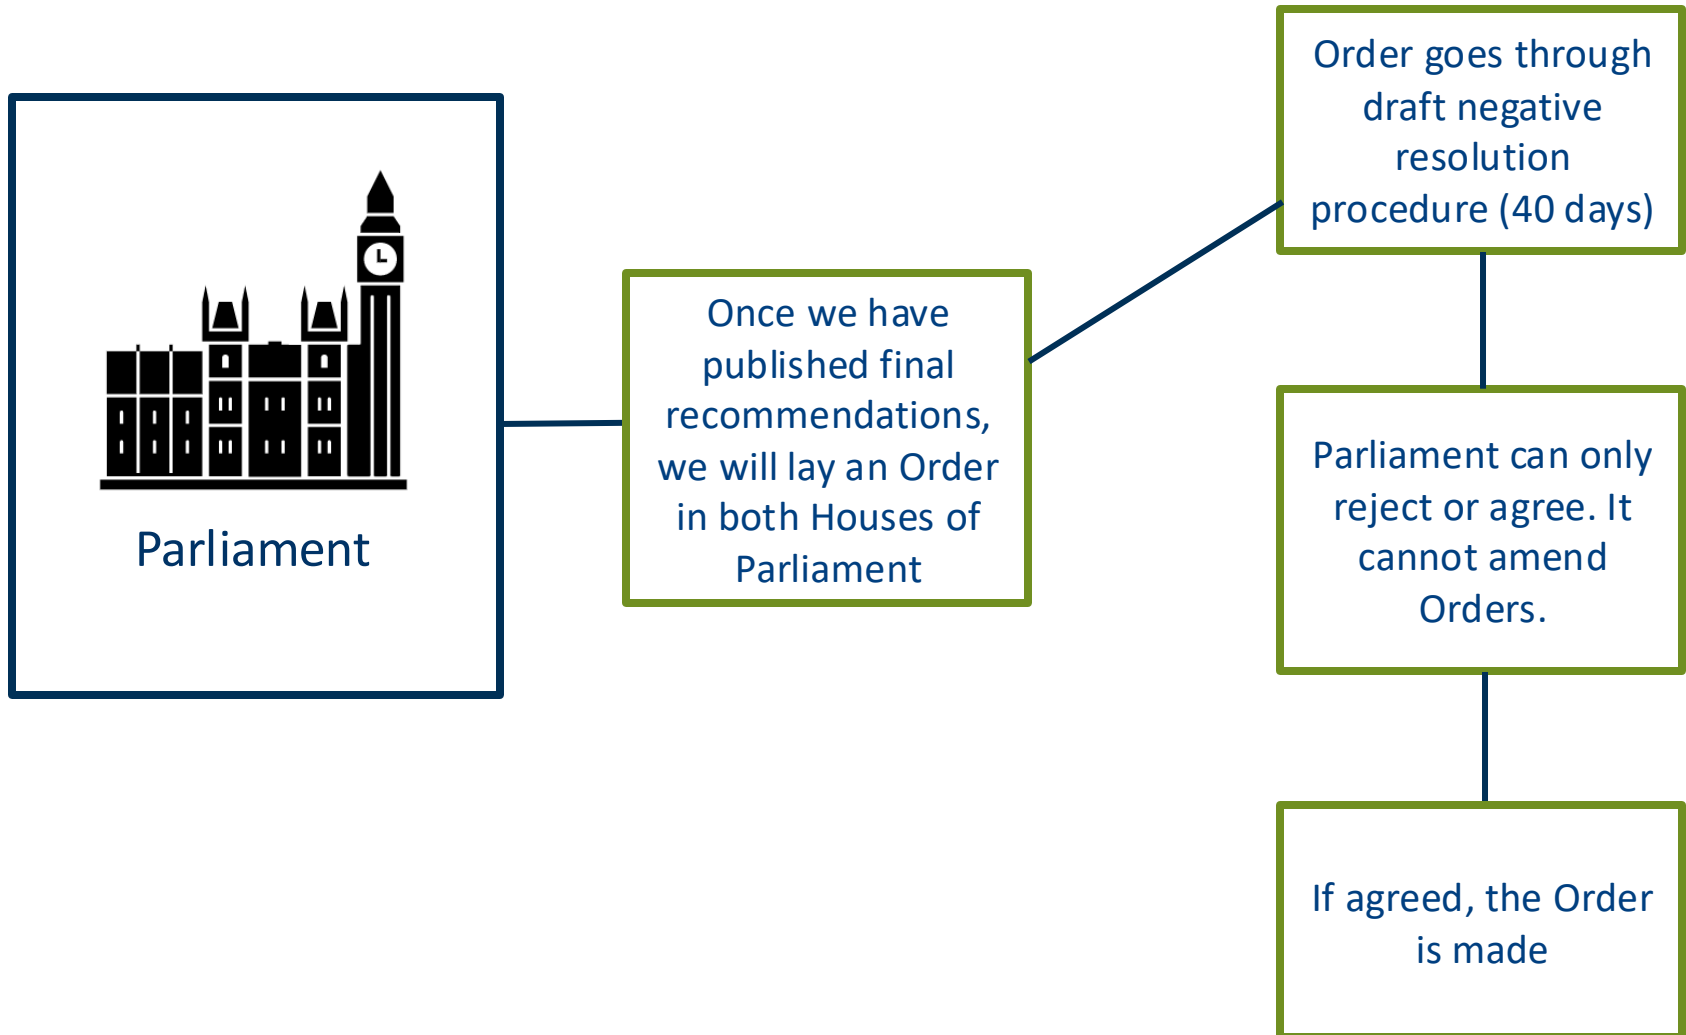 Parliament
Once we have
published final
recommendations,
we will lay an Order
in both Houses of
Parliament
Order goes through
draft negative
resolution
procedure (40 days)
Parliament can only
reject or agree. It
cannot amend
Orders.
If agreed, the Order
is made